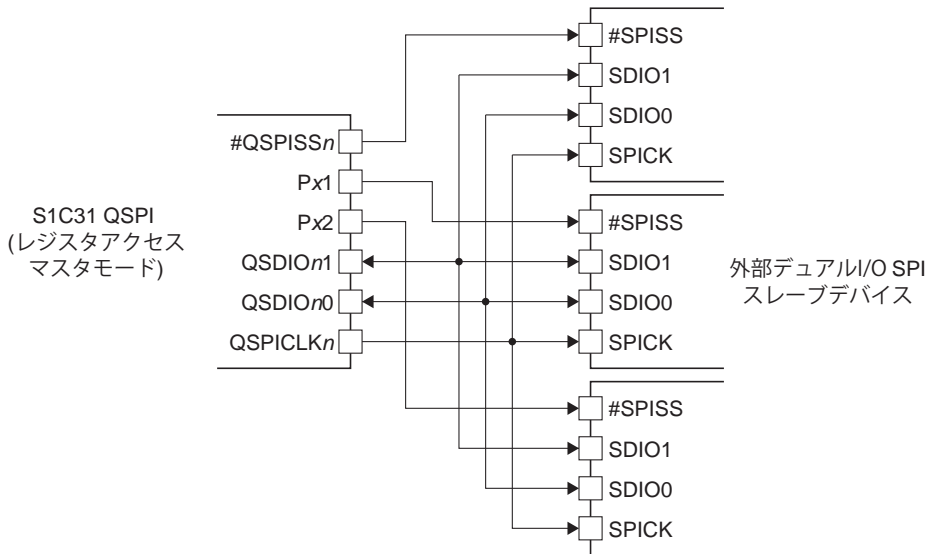 S1C31 QSPI
(レジスタアクセス
マスタモード)
#QSPISSn
Px1
Px2
QSDIOn1
QSDIOn0
QSPICLKn
#SPISS
SDIO1
SDIO0
SPICK
#SPISS
SDIO1
SDIO0
SPICK
#SPISS
SDIO1
SDIO0
SPICK
外部デュアルI/O SPI
スレーブデバイス